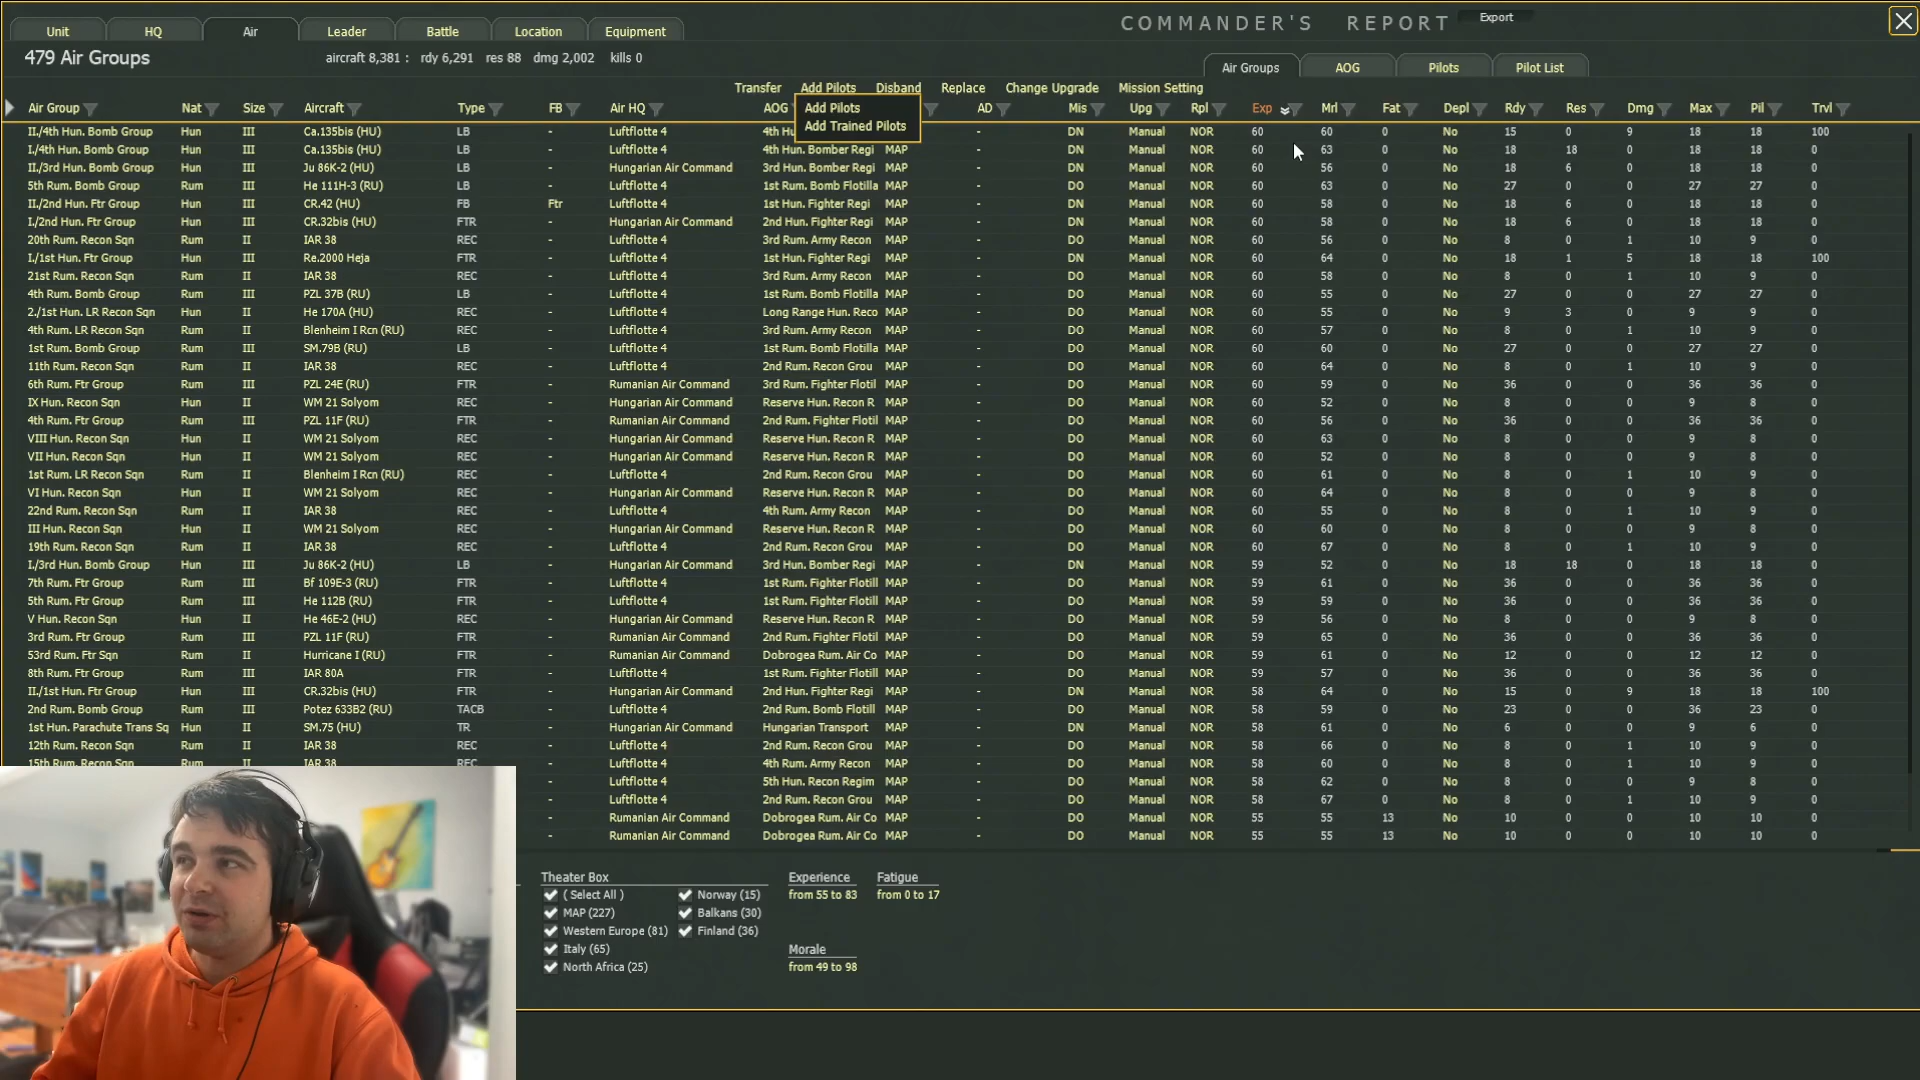 COMMANDER'S REPORT Export
Unit HQ Air Leader Battle Location Equipment
479 Air Groups aircraft 8,381 : rdy 6,291 res 88 dmg 2,002 kills 0
Air Groups AOG Pilots Pilot List
Transfer Add Pilots Disband Replace Change Upgrade Mission Setting
Add Pilots
Add Trained Pilots
Air Group Nat Size Aircraft Type FB Air HQ AOG AD Mis Upg Rpl Exp Mrl Fat Depl Rdy Res Dmg Max Pil Trvl
II./4th Hun. Bomb Group Hun III Ca.135bis (HU) LB - Luftflotte 4 4th Hu - DN Manual NOR 60 60 0 No 15 0 9 18 18 100
I./4th Hun. Bomb Group Hun III Ca.135bis (HU) LB - Luftflotte 4 4th Hun. Bomber Regi MAP - DN Manual NOR 60 63 0 No 18 18 0 18 18 0
II./3rd Hun. Bomb Group Hun III Ju 86K-2 (HU) LB - Hungarian Air Command 3rd Hun. Bomber Regi MAP - DN Manual NOR 60 56 0 No 18 6 0 18 18 0
5th Rum. Bomb Group Rum III He 111H-3 (RU) LB - Luftflotte 4 1st Rum. Bomb Flotilla MAP - DO Manual NOR 60 63 0 No 27 0 0 27 27 0
II./2nd Hun. Ftr Group Hun III CR.42 (HU) FB Ftr Luftflotte 4 1st Hun. Fighter Regi MAP - DN Manual NOR 60 58 0 No 18 6 0 18 18 0
I./2nd Hun. Ftr Group Hun III CR.32bis (HU) FTR - Hungarian Air Command 2nd Hun. Fighter Regi MAP - DN Manual NOR 60 58 0 No 18 6 0 18 18 0
20th Rum. Recon Sqn Rum II IAR 38 REC - Luftflotte 4 3rd Rum. Army Recon MAP - DO Manual NOR 60 56 0 No 8 0 1 10 9 0
I./1st Hun. Ftr Group Hun III Re.2000 Heja FTR - Luftflotte 4 1st Hun. Fighter Regi MAP - DN Manual NOR 60 64 0 No 18 1 5 18 18 100
21st Rum. Recon Sqn Rum II IAR 38 REC - Luftflotte 4 3rd Rum. Army Recon MAP - DO Manual NOR 60 58 0 No 8 0 1 10 9 0
4th Rum. Bomb Group Rum III PZL 37B (RU) LB - Luftflotte 4 1st Rum. Bomb Flotilla MAP - DO Manual NOR 60 55 0 No 27 0 0 27 27 0
2./1st Hun. LR Recon Sqn Hun II He 170A (HU) REC - Luftflotte 4 Long Range Hun. Reco MAP - DO Manual NOR 60 55 0 No 9 3 0 9 9 0
4th Rum. LR Recon Sqn Rum II Blenheim I Rcn (RU) REC - Luftflotte 4 3rd Rum. Army Recon MAP - DO Manual NOR 60 57 0 No 8 0 1 10 9 0
1st Rum. Bomb Group Rum III SM.79B (RU) LB - Luftflotte 4 1st Rum. Bomb Flotilla MAP - DO Manual NOR 60 60 0 No 27 0 0 27 27 0
11th Rum. Recon Sqn Rum II IAR 38 REC - Luftflotte 4 2nd Rum. Recon Grou MAP - DO Manual NOR 60 64 0 No 8 0 1 10 9 0
6th Rum. Ftr Group Rum III PZL 24E (RU) FTR - Rumanian Air Command 3rd Rum. Fighter Flotil MAP - DO Manual NOR 60 59 0 No 36 0 0 36 36 0
IX Hun. Recon Sqn Hun II WM 21 Solyom REC - Hungarian Air Command Reserve Hun. Recon R MAP - DO Manual NOR 60 52 0 No 8 0 0 9 8 0
4th Rum. Ftr Group Rum III PZL 11F (RU) FTR - Rumanian Air Command 2nd Rum. Fighter Flotil MAP - DO Manual NOR 60 56 0 No 36 0 0 36 36 0
VIII Hun. Recon Sqn Hun II WM 21 Solyom REC - Hungarian Air Command Reserve Hun. Recon R MAP - DO Manual NOR 60 63 0 No 8 0 0 9 8 0
VII Hun. Recon Sqn Hun II WM 21 Solyom REC - Hungarian Air Command Reserve Hun. Recon R MAP - DO Manual NOR 60 52 0 No 8 0 0 9 8 0
1st Rum. LR Recon Sqn Rum II Blenheim I Rcn (RU) REC - Luftflotte 4 2nd Rum. Recon Grou MAP - DO Manual NOR 60 61 0 No 8 0 1 10 9 0
VI Hun. Recon Sqn Hun II WM 21 Solyom REC - Hungarian Air Command Reserve Hun. Recon R MAP - DO Manual NOR 60 64 0 No 8 0 0 9 8 0
22nd Rum. Recon Sqn Rum II IAR 38 REC - Luftflotte 4 4th Rum. Army Recon MAP - DO Manual NOR 60 55 0 No 8 0 1 10 9 0
III Hun. Recon Sqn Hun II WM 21 Solyom REC - Hungarian Air Command Reserve Hun. Recon R MAP - DO Manual NOR 60 60 0 No 8 0 0 9 8 0
19th Rum. Recon Sqn Rum II IAR 38 REC - Luftflotte 4 2nd Rum. Recon Grou MAP - DO Manual NOR 60 67 0 No 8 0 1 10 9 0
I./3rd Hun. Bomb Group Hun III Ju 86K-2 (HU) LB - Hungarian Air Command 3rd Hun. Bomber Regi MAP - DN Manual NOR 59 52 0 No 18 18 0 18 18 0
7th Rum. Ftr Group Rum III Bf 109E-3 (RU) FTR - Luftflotte 4 1st Rum. Fighter Flotill MAP - DO Manual NOR 59 61 0 No 36 0 0 36 36 0
5th Rum. Ftr Group Rum III He 112B (RU) FTR - Luftflotte 4 1st Rum. Fighter Flotill MAP - DO Manual NOR 59 59 0 No 36 0 0 36 36 0
V Hun. Recon Sqn Hun II He 46E-2 (HU) REC - Hungarian Air Command Reserve Hun. Recon R MAP - DO Manual NOR 59 56 0 No 8 0 0 9 8 0
3rd Rum. Ftr Group Rum III PZL 11F (RU) FTR - Rumanian Air Command 2nd Rum. Fighter Flotil MAP - DO Manual NOR 59 65 0 No 36 0 0 36 36 0
53rd Rum. Ftr Sqn Rum II Hurricane I (RU) FTR - Rumanian Air Command Dobrogea Rum. Air Co MAP - DO Manual NOR 59 61 0 No 12 0 0 12 12 0
8th Rum. Ftr Group Rum III IAR 80A FTR - Luftflotte 4 1st Rum. Fighter Flotill MAP - DO Manual NOR 59 57 0 No 36 0 0 36 36 0
II./1st Hun. Ftr Group Hun III CR.32bis (HU) FTR - Hungarian Air Command 2nd Hun. Fighter Regi MAP - DN Manual NOR 58 64 0 No 15 0 9 18 18 100
2nd Rum. Bomb Group Rum III Potez 633B2 (RU) TACB - Luftflotte 4 2nd Rum. Bomb Flotill MAP - DO Manual NOR 58 59 0 No 23 0 0 36 23 0
1st Hun. Parachute Trans Sq Hun II SM.75 (HU) TR - Hungarian Air Command Hungarian Transport MAP - DN Manual NOR 58 61 0 No 6 0 0 9 6 0
12th Rum. Recon Sqn Rum II IAR 38 REC - Luftflotte 4 2nd Rum. Recon Grou MAP - DO Manual NOR 58 66 0 No 8 0 1 10 9 0
15th Rum. Recon Sqn Rum II IAR 38 REC - Luftflotte 4 4th Rum. Army Recon MAP - DO Manual NOR 58 60 0 No 8 0 1 10 9 0
- Luftflotte 4 5th Hun. Recon Regim MAP - DO Manual NOR 58 62 0 No 8 0 0 9 8 0
- Luftflotte 4 2nd Rum. Recon Grou MAP - DO Manual NOR 58 67 0 No 8 0 1 10 9 0
- Rumanian Air Command Dobrogea Rum. Air Co MAP - DO Manual NOR 55 55 13 No 10 0 0 10 10 0
- Rumanian Air Command Dobrogea Rum. Air Co MAP - DO Manual NOR 55 55 13 No 10 0 0 10 10 0
Theater Box Experience Fatigue
( Select All ) Norway (15) from 55 to 83 from 0 to 17
MAP (227) Balkans (30)
Western Europe (81) Finland (36)
Italy (65) Morale
North Africa (25) from 49 to 98